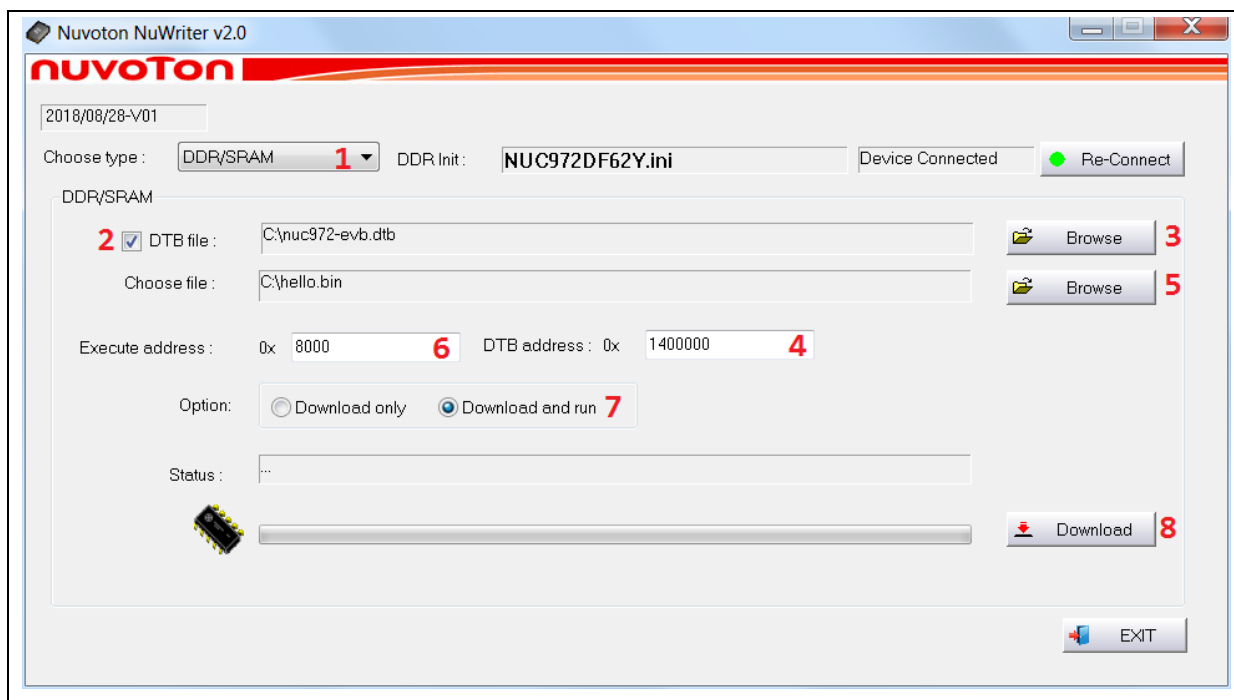 Nuvoton NuWriter v2.0
nuvoTon
2018/08/28-V01
Choose type : DDR/SRAM 1 DDR Init : NUC972DF62Y.ini Device Connected Re-Connect
DDR/SRAM
2 DTB file : C:\nuc972-evb.dtb Browse 3
Choose file : C:\hello.bin Browse 5
Execute address : 0x 8000 6 DTB address : 0x 1400000 4
Option: Download only Download and run 7
Status : ...
Download 8
EXIT